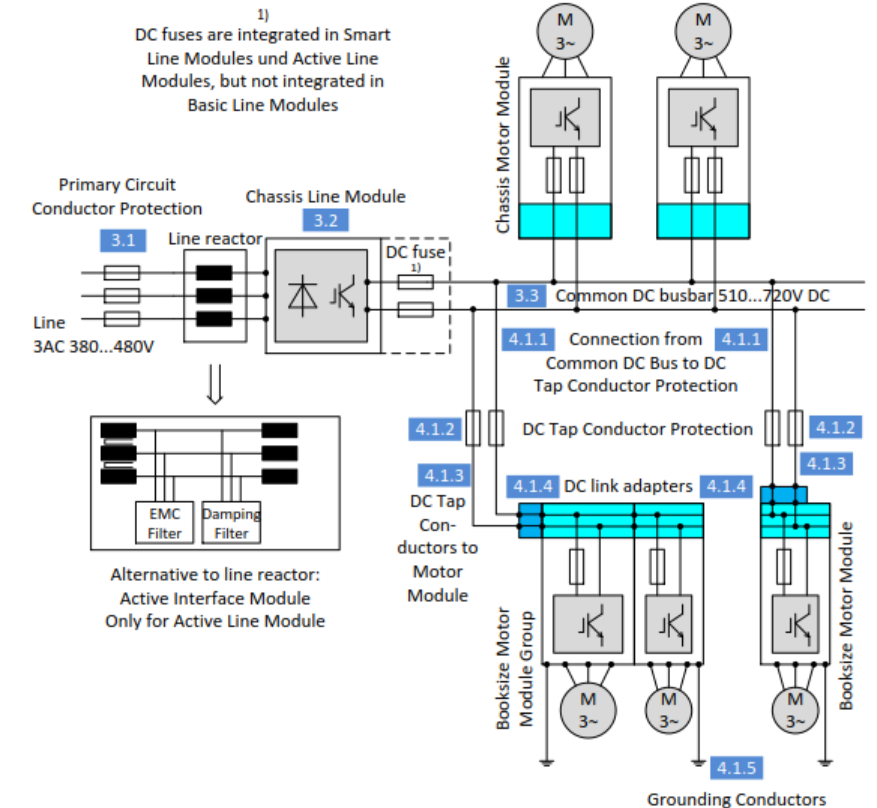 1)
DC fuses are integrated in Smart
Line Modules und Active Line
Modules, but not integrated in
Basic Line Modules
M
3~
M
3~
Chassis Motor Module
Primary Circuit
Conductor Protection
3.1
Chassis Line Module
3.2
Line reactor
DC fuse
1)
3.3 Common DC busbar 510...720V DC
Line
3AC 380...480V
4.1.1 Connection from 4.1.1
Common DC Bus to DC
Tap Conductor Protection
4.1.2 DC Tap Conductor Protection 4.1.2
4.1.3
4.1.3
4.1.4 DC link adapters 4.1.4
DC Tap
Con-
ductors to
Motor
Module
EMC
Filter
Damping
Filter
Alternative to line reactor:
Active Interface Module
Only for Active Line Module
Booksize Motor
Module Group
Booksize Motor Module
M
3~
M
3~
M
3~
4.1.5
Grounding Conductors